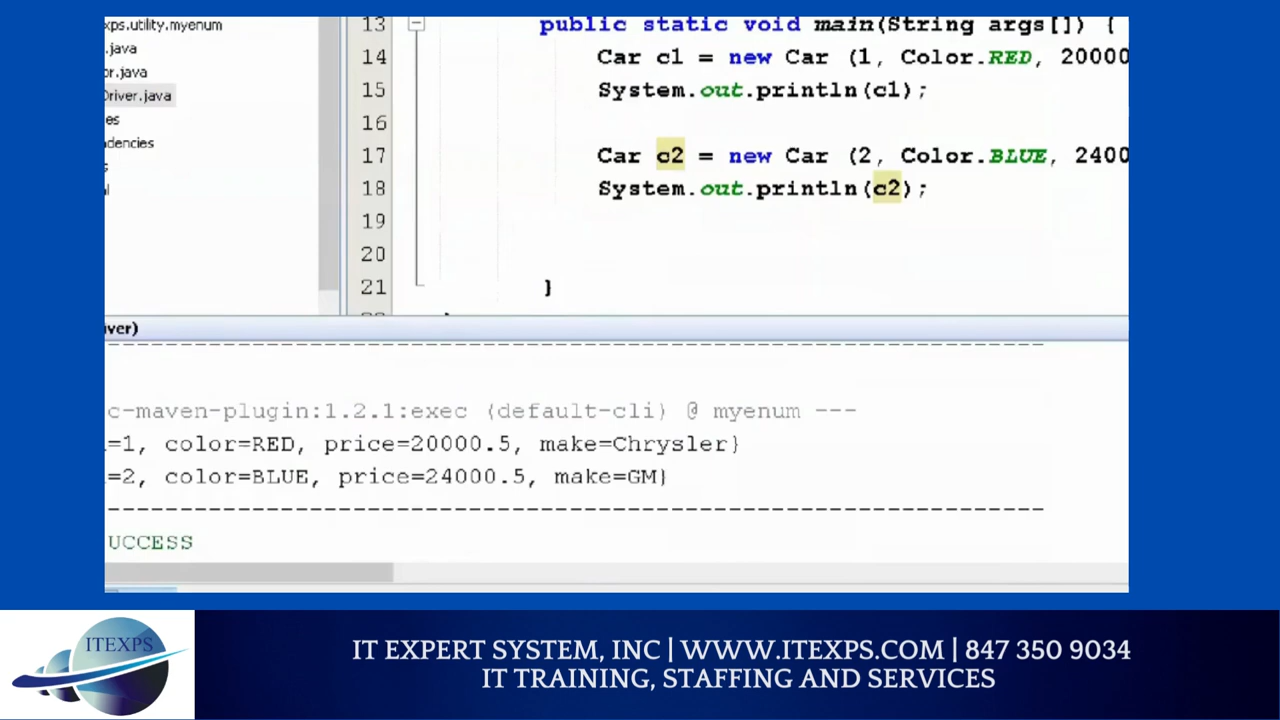 xps.utility.myenum
.java
or.java
Driver.java
es
dencies
13 public static void main(String args[]) {
14 Car c1 = new Car (1, Color.RED, 20000
15 System.out.println(c1);
16
17 Car c2 = new Car (2, Color.BLUE, 2400
18 System.out.println(c2);
19
20
21 }
ver)
c-maven-plugin:1.2.1:exec (default-cli) @ myenum ---
=1, color=RED, price=20000.5, make=Chrysler}
=2, color=BLUE, price=24000.5, make=GM}
UCCESS
ITEXPS
IT EXPERT SYSTEM, INC | WWW.ITEXPS.COM | 847 350 9034
IT TRAINING, STAFFING AND SERVICES